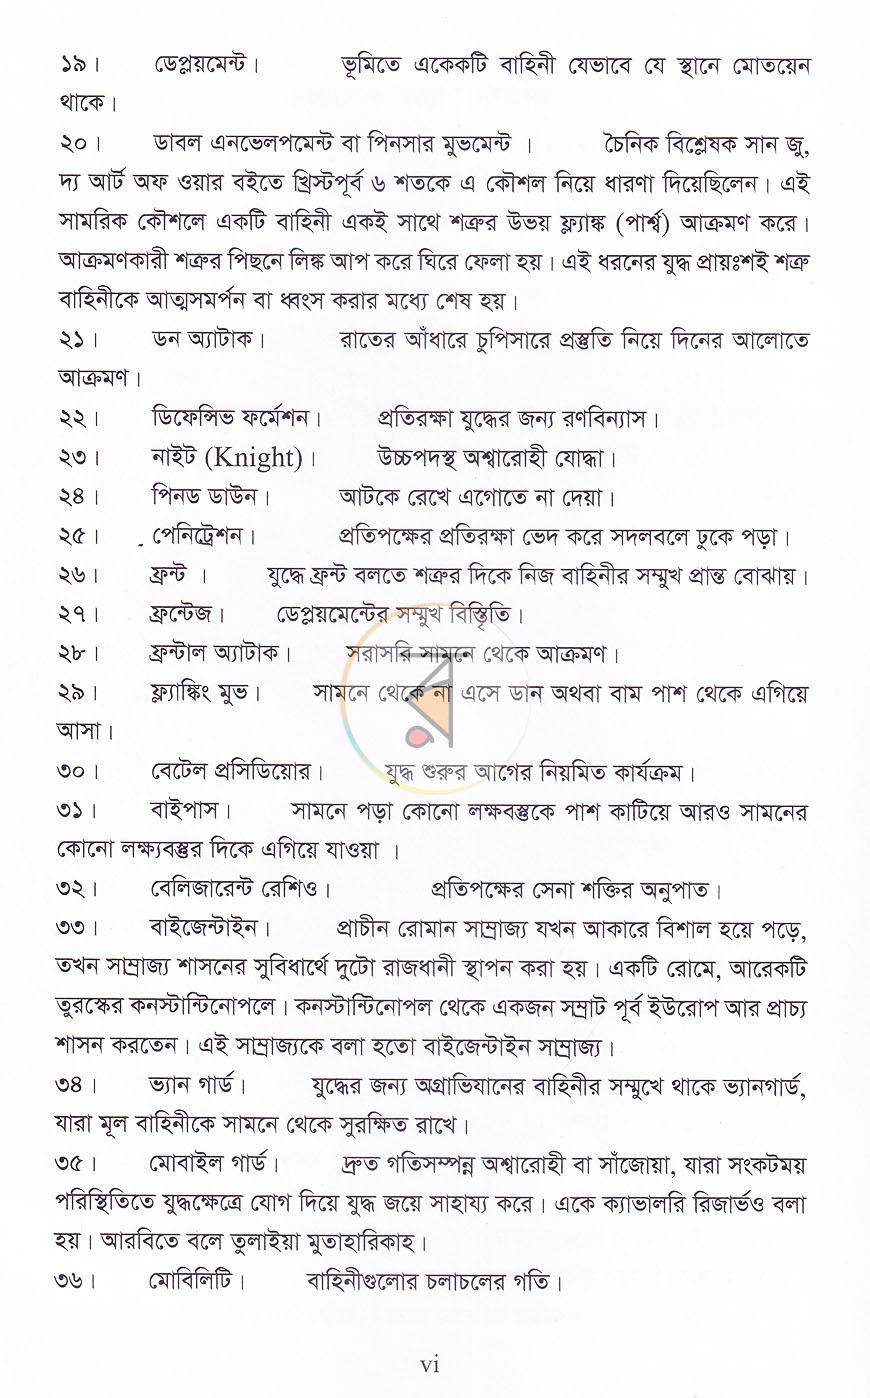 ১৯। ডেপ্লয়মেন্ট। ভূমিতে একেকটি বাহিনী যেভাবে যে স্থানে মোতয়েন
থাকে।
২০। ডাবল এনভেলপমেন্ট বা পিনসার মুভমেন্ট । চৈনিক বিশ্লেষক সান জু,
দ্য আর্ট অফ ওয়ার বইতে খ্রিস্টপূর্ব ৬ শতকে এ কৌশল নিয়ে ধারণা দিয়েছিলেন। এই
সামরিক কৌশলে একটি বাহিনী একই সাথে শত্রুর উভয় ফ্ল্যাঙ্ক (পার্শ্ব) আক্রমণ করে।
আক্রমণকারী শত্রুর পিছনে লিঙ্ক আপ করে ঘিরে ফেলা হয়। এই ধরনের যুদ্ধ প্রায়ঃশই শত্রু
বাহিনীকে আত্মসমর্পন বা ধ্বংস করার মধ্যে শেষ হয়।
২১। ডন অ্যাটাক। রাতের আঁধারে চুপিসারে প্রস্তুতি নিয়ে দিনের আলোতে
আক্রমণ।
২২। ডিফেন্সিভ ফর্মেশন। প্রতিরক্ষা যুদ্ধের জন্য রণবিন্যাস।
২৩। নাইট (Knight)। উচ্চপদস্থ অশ্বারোহী যোদ্ধা।
২৪। পিনড ডাউন। আটকে রেখে এগোতে না দেয়া।
২৫। পেনিট্রেশন। প্রতিপক্ষের প্রতিরক্ষা ভেদ করে সদলবলে ঢুকে পড়া।
২৬। ফ্রন্ট । যুদ্ধে ফ্রন্ট বলতে শত্রুর দিকে নিজ বাহিনীর সম্মুখ প্রান্ত বোঝায়।
২৭। ফ্রন্টেজ। ডেপ্লয়মেন্টের সম্মুখ বিস্তৃিতি।
২৮। ফ্রন্টাল অ্যাটাক। সরাসরি সামনে থেকে আক্রমণ।
২৯। ফ্ল্যাঙ্কিং মুভ। সামনে থেকে না এসে ডান অথবা বাম পাশ থেকে এগিয়ে
আসা।
৩০। বেটেল প্রসিডিয়োর। যুদ্ধ শুরুর আগের নিয়মিত কার্যক্রম।
৩১। বাইপাস। সামনে পড়া কোনো লক্ষবস্তুকে পাশ কাটিয়ে আরও সামনের
কোনো লক্ষ্যবস্তুর দিকে এগিয়ে যাওয়া ।
৩২। বেলিজারেন্ট রেশিও। প্রতিপক্ষের সেনা শক্তির অনুপাত।
৩৩। বাইজেন্টাইন। প্রাচীন রোমান সাম্রাজ্য যখন আকারে বিশাল হয়ে পড়ে,
তখন সাম্রাজ্য শাসনের সুবিধার্থে দুটো রাজধানী স্থাপন করা হয়। একটি রোমে, আরেকটি
তুরস্কের কনস্টান্টিনোপলে। কনস্টান্টিনোপল থেকে একজন সম্রাট পূর্ব ইউরোপ আর প্রাচ্য
শাসন করতেন। এই সাম্রাজ্যকে বলা হতো বাইজেন্টাইন সাম্রাজ্য।
৩৪। ভ্যান গার্ড। যুদ্ধের জন্য অগ্রাভিযানের বাহিনীর সম্মুখে থাকে ভ্যানগার্ড,
যারা মূল বাহিনীকে সামনে থেকে সুরক্ষিত রাখে।
৩৫। মোবাইল গার্ড। দ্রুত গতিসম্পন্ন অশ্বারোহী বা সাঁজোয়া, যারা সংকটময়
পরিস্থিতিতে যুদ্ধক্ষেত্রে যোগ দিয়ে যুদ্ধ জয়ে সাহায্য করে। একে ক্যাভালরি রিজার্ভও বলা
হয়। আরবিতে বলে তুলাইয়া মুতাহারিকাহ।
৩৬। মোবিলিটি। বাহিনীগুলোর চলাচলের গতি।
র
vi